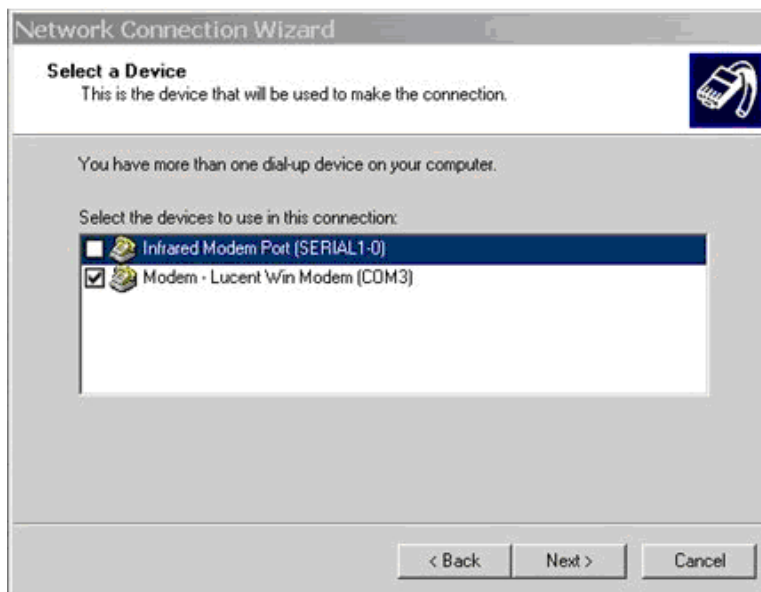 Network Connection Wizard
Select a Device
This is the device that will be used to make the connection.
You have more than one dial-up device on your computer.
Select the devices to use in this connection:
Infrared Modem Port (SERIAL1-0)
Modem - Lucent Win Modem (COM3)
< Back Next > Cancel